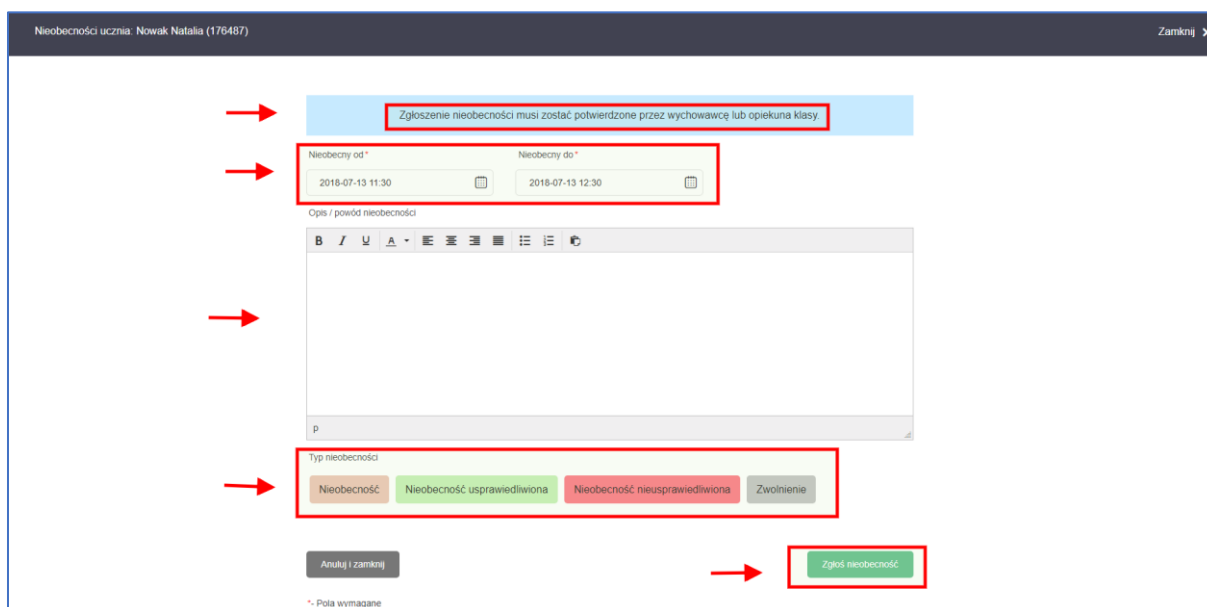 Nieobecności ucznia: Nowak Natalia (176487)
Zamknij
Zgłoszenie nieobecności musi zostać potwierdzone przez wychowawcę lub opiekuna klasy.
Nieobecny od * Nieobecny do *
2018-07-13 11:30 2018-07-13 12:30
Opis / powód nieobecności
B I U A
p
Typ nieobecności
Nieobecność Nieobecność usprawiedliwiona Nieobecność nieusprawiedliwiona Zwolnienie
Anuluj i zamknij Zgłoś nieobecność
*- Pola wymagane